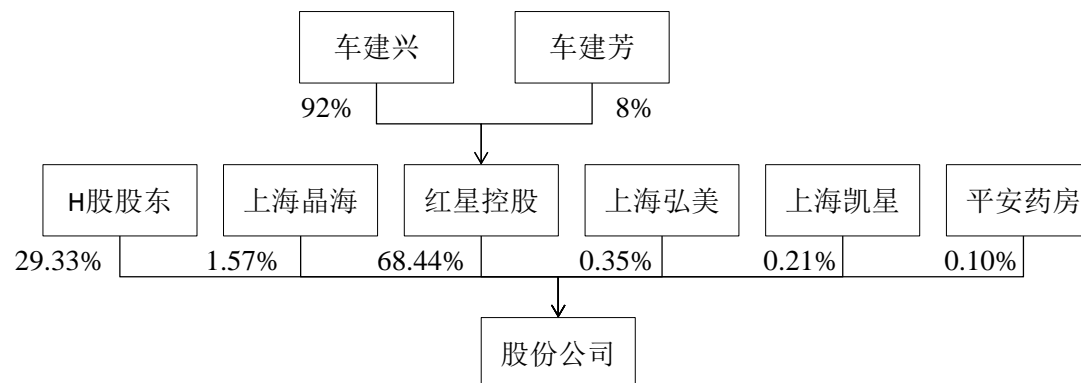 车建兴 车建芳
92% 8%
H股股东 上海晶海 红星控股 上海弘美 上海凯星 平安药房
29.33% 1.57% 68.44% 0.35% 0.21% 0.10%
股份公司